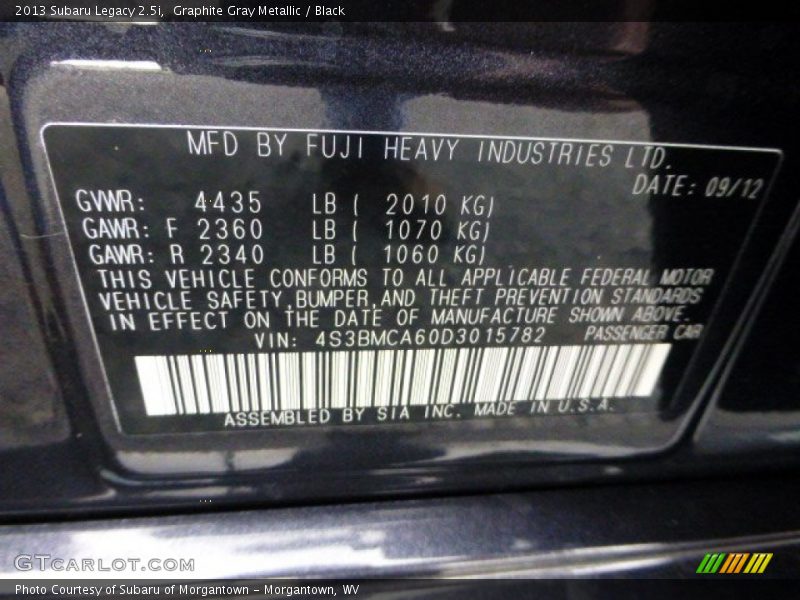 2013 Subaru Legacy 2.5i, Graphite Gray Metallic / Black
MFD BY FUJI HEAVY INDUSTRIES LTD.
DATE: 09/12
GVWR: 4435 LB ( 2010 KG)
GAWR: F 2360 LB ( 1070 KG)
GAWR: R 2340 LB ( 1060 KG)
THIS VEHICLE CONFORMS TO ALL APPLICABLE FEDERAL MOTOR
VEHICLE SAFETY,BUMPER,AND THEFT PREVENTION STANDARDS
IN EFFECT ON THE DATE OF MANUFACTURE SHOWN ABOVE.
VIN: 4S3BMCA60D3015782 PASSENGER CAR
ASSEMBLED BY SIA INC. MADE IN U.S.A.
GTCARLOT.COM
Photo Courtesy of Subaru of Morgantown - Morgantown, WV